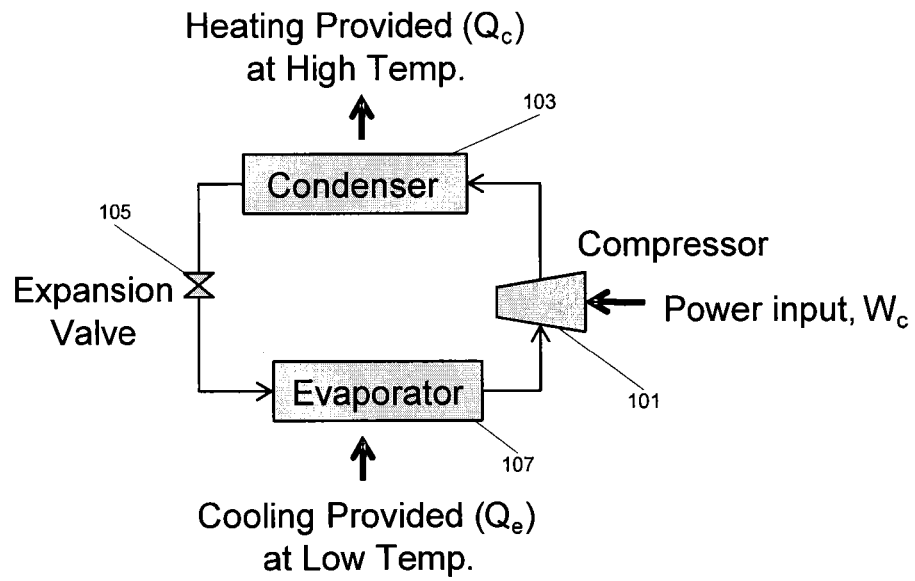 Heating Provided (Qc)
at High Temp.
103
Condenser
105
Compressor
Expansion
Valve
Power input, Wc
Evaporator
101
107
Cooling Provided (Qe)
at Low Temp.